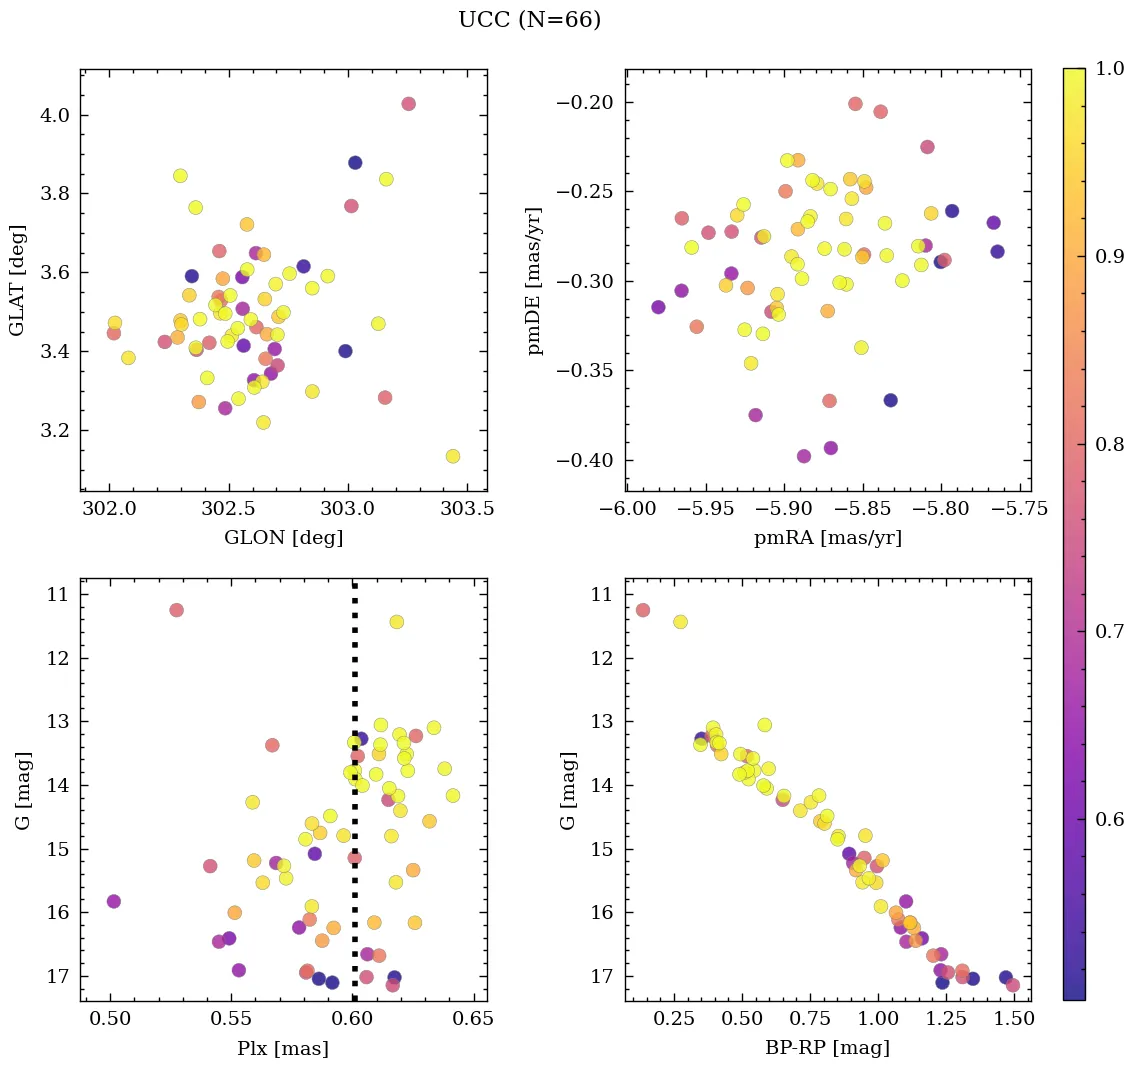 UCC (N=66)
4.0
3.8
3.6
3.4
3.2
302.0 302.5 303.0 303.5
GLON [deg]
GLAT [deg]
−0.20
−0.25
−0.30
−0.35
−0.40
−6.00 −5.95 −5.90 −5.85 −5.80 −5.75
pmRA [mas/yr]
pmDE [mas/yr]
11
12
13
14
15
16
17
0.50 0.55 0.60 0.65
Plx [mas]
G [mag]
11
12
13
14
15
16
17
0.25 0.50 0.75 1.00 1.25 1.50
BP-RP [mag]
G [mag]
1.0
0.9
0.8
0.7
0.6